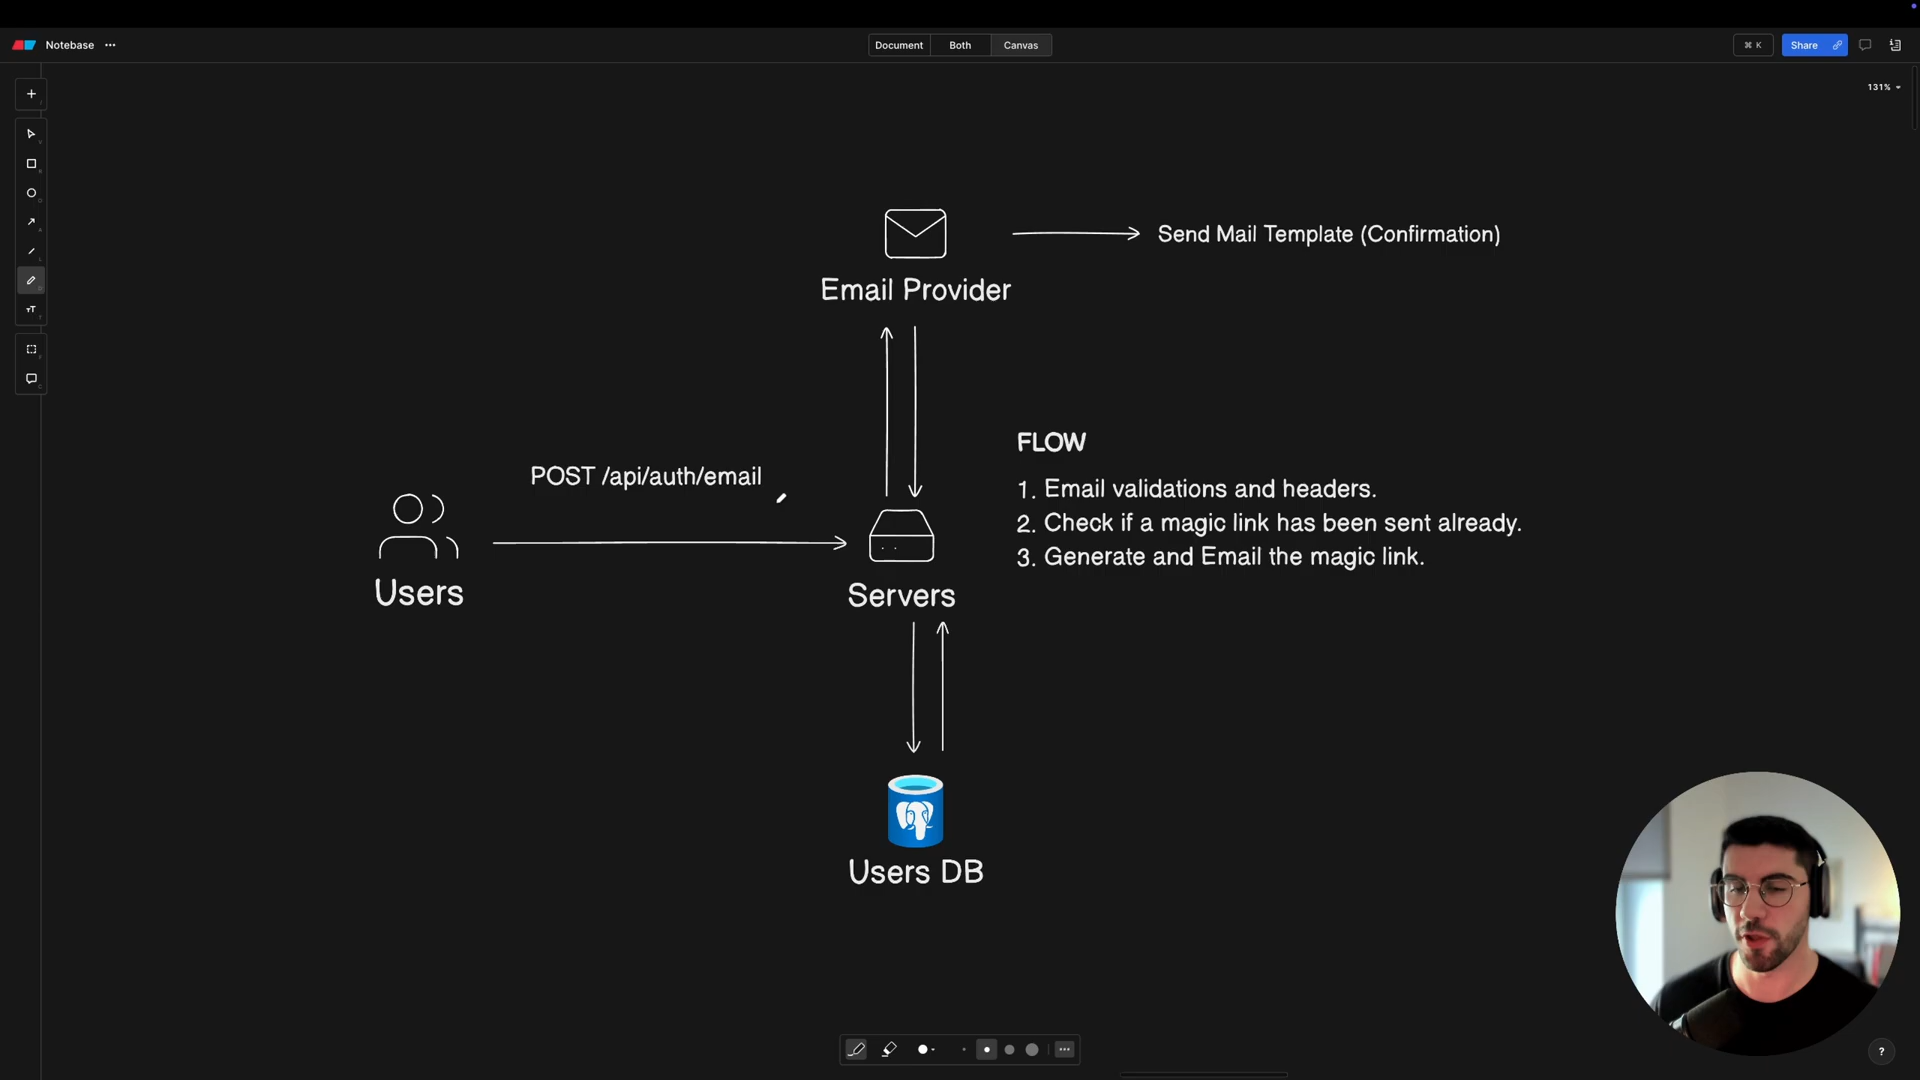 Notebase
Document
Both
Canvas
⌘ K
Share
131%
Send Mail Template (Confirmation)
Email Provider
FLOW
POST /api/auth/email
1. Email validations and headers.
2. Check if a magic link has been sent already.
3. Generate and Email the magic link.
Users
Servers
Users DB
?